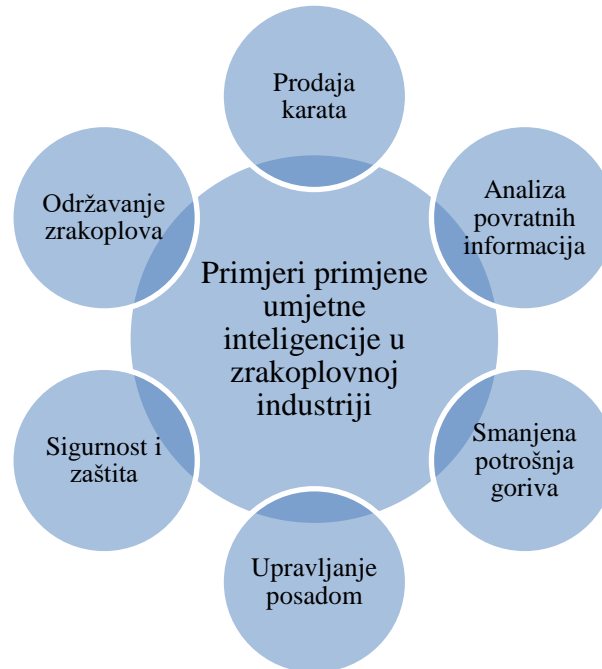 Prodaja
karata
Analiza
povratnih
informacija
Održavanje
zrakoplova
Primjeri primjene
umjetne
inteligencije u
zrakoplovnoj
industriji
Sigurnost i
zaštita
Smanjena
potrošnja
goriva
Upravljanje
posadom